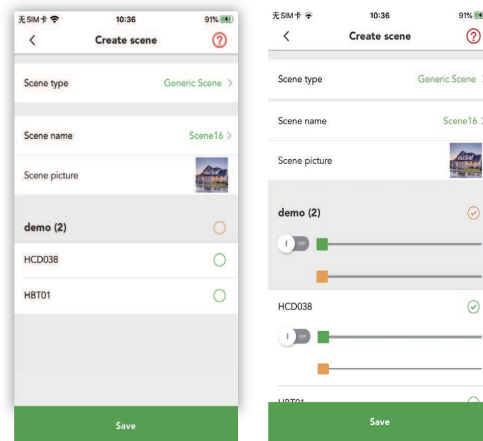 无SIM卡 10:36 91%
Create scene ?
Scene type Generic Scene >
Scene name Scene16 >
Scene picture
demo (2)
HCD038
HBT01
Save
无SIM卡 10:36 91%
Create scene ?
Scene type Generic Scene
Scene name Scene16
Scene picture
demo (2)
I OFF
HCD038
I OFF
HBT01
Save